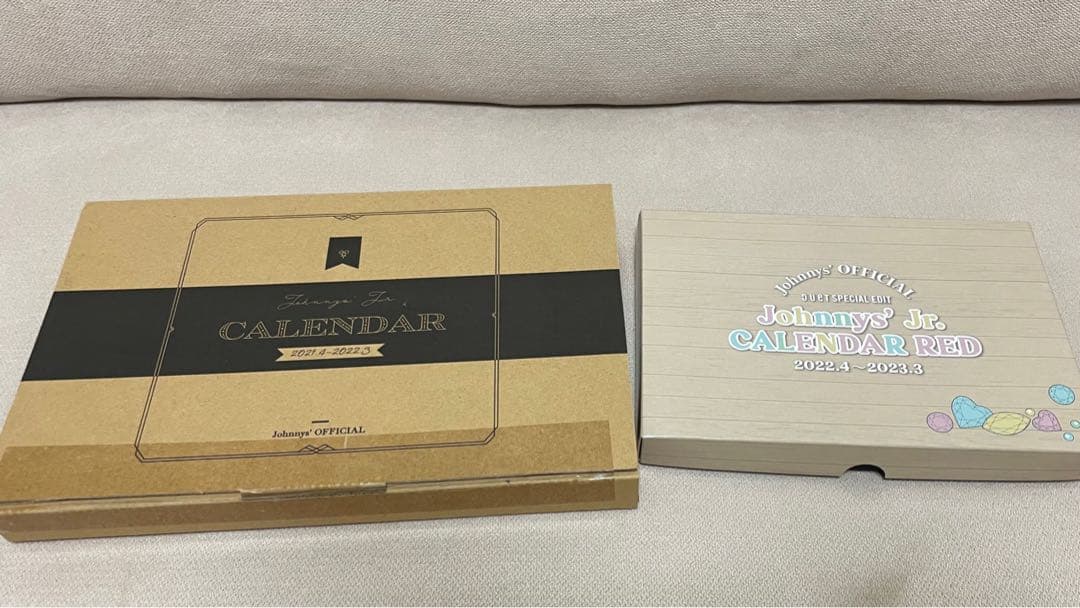 Johnnys' Jr.
CALENDAR
2021.4-2022.3
Johnnys' OFFICIAL
Johnnys' OFFICIAL
DUeT SPECIAL EDIT
Johnnys' Jr.
CALENDAR RED
2022.4～2023.3